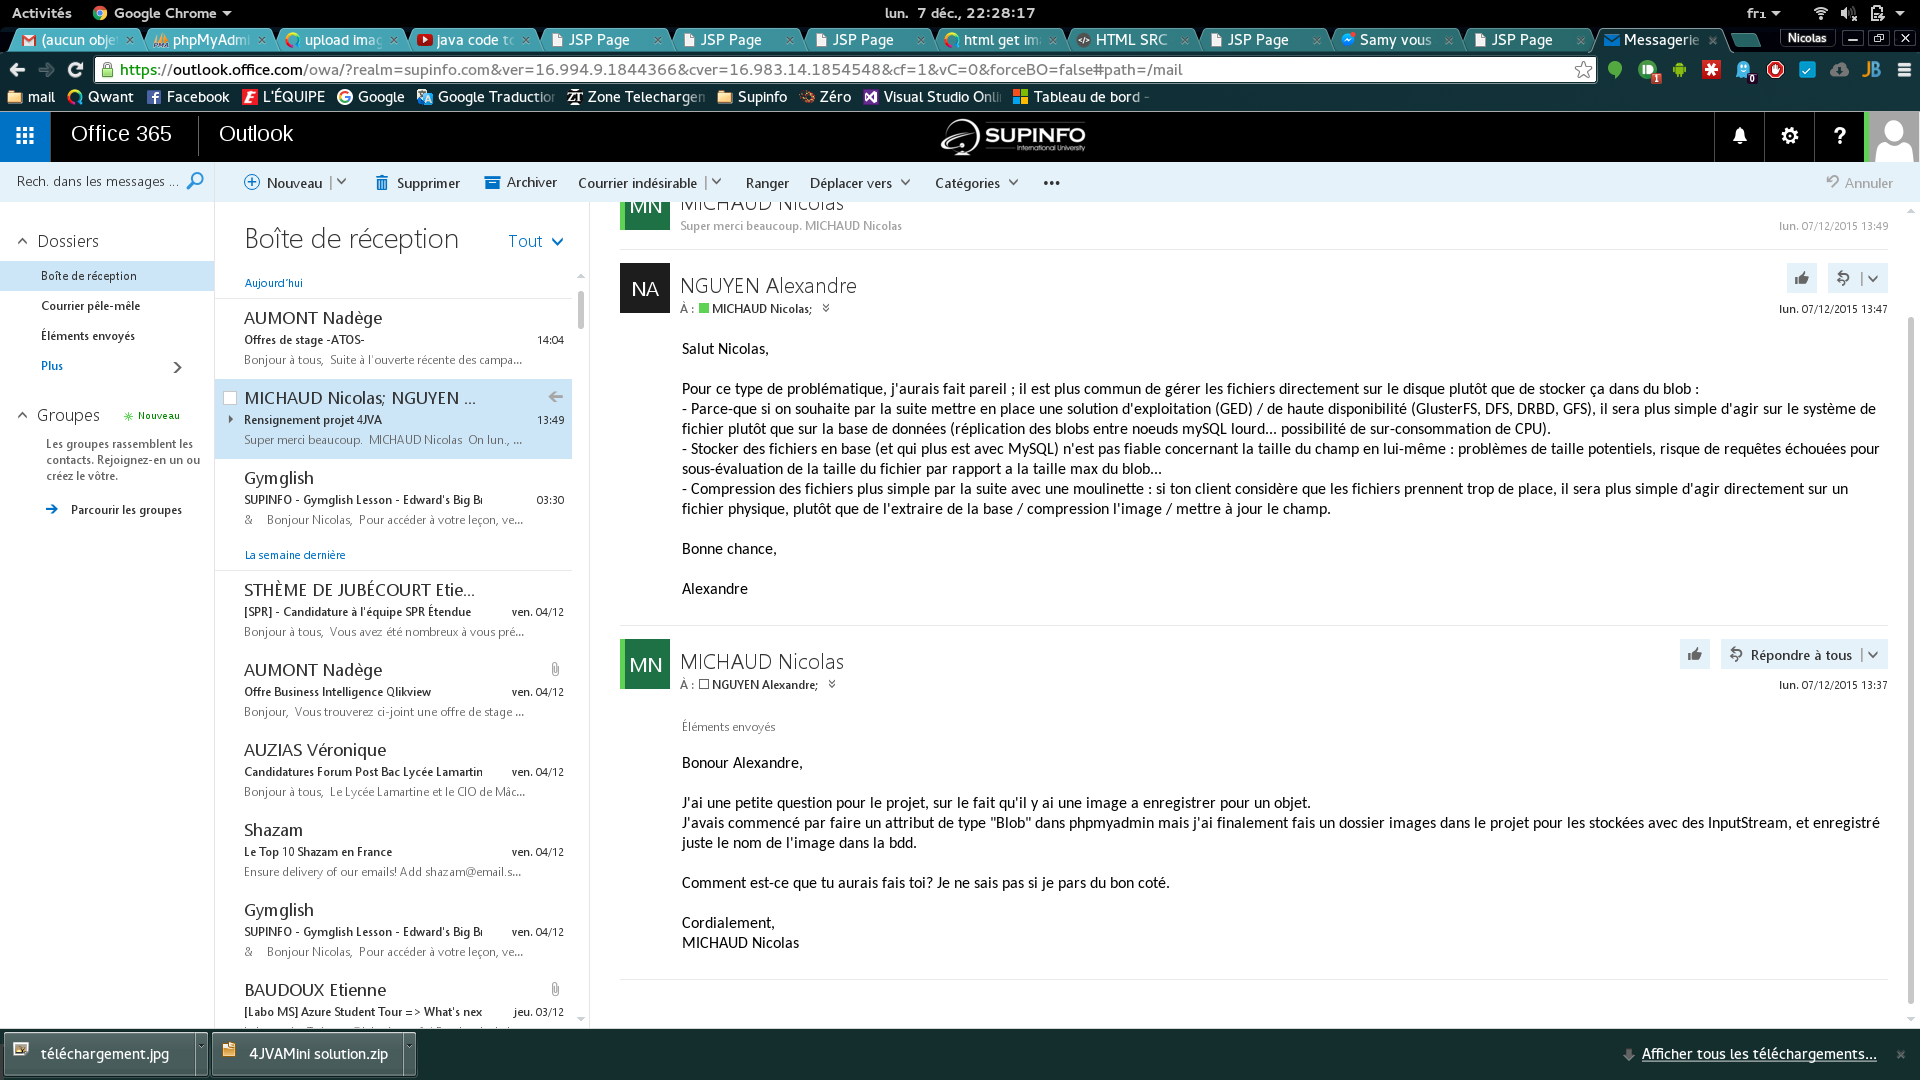 Activités
Google Chrome
lun. 7 déc., 22:28:17
fr₁
(aucun obje
phpMyAdmi
upload imag
java code to
JSP Page
JSP Page
JSP Page
html get ima
HTML SRC
JSP Page
Samy vous
JSP Page
Messagerie
Nicolas
https://outlook.office.com/owa/?realm=supinfo.com&ver=16.994.9.1844366&cver=16.983.14.1854548&cf=1&vC=0&forceBO=false#path=/mail
mail
Qwant
Facebook
L'ÉQUIPE
Google
Google Traduction
Zone Telechargem
Supinfo
Zéro
Visual Studio Onli
Tableau de bord -
Office 365
Outlook
SUPINFO
International University
?
Rech. dans les messages ...
Nouveau
Supprimer
Archiver
Courrier indésirable
Ranger
Déplacer vers
Catégories
Annuler
Dossiers
Boîte de réception
Courrier pêle-mêle
Éléments envoyés
Plus
Groupes
Nouveau
Les groupes rassemblent les
contacts. Rejoignez-en un ou
créez le vôtre.
Parcourir les groupes
Boîte de réception
Tout
Aujourd'hui
AUMONT Nadège
Offres de stage -ATOS-
14:04
Bonjour à tous, Suite à l'ouverte récente des campa...
MICHAUD Nicolas; NGUYEN ...
Rensignement projet 4JVA
13:49
Super merci beaucoup. MICHAUD Nicolas On lun., ...
Gymglish
SUPINFO - Gymglish Lesson - Edward's Big Br
03:30
& Bonjour Nicolas, Pour accéder à votre leçon, ve...
La semaine dernière
STHÈME DE JUBÉCOURT Etie...
[SPR] - Candidature à l'équipe SPR Étendue
ven. 04/12
Bonjour à tous, Vous avez été nombreux à vous pré...
AUMONT Nadège
Offre Business Intelligence Qlikview
ven. 04/12
Bonjour, Vous trouverez ci-joint une offre de stage ...
AUZIAS Véronique
Candidatures Forum Post Bac Lycée Lamartin
ven. 04/12
Bonjour à tous, Le Lycée Lamartine et le CIO de Mâc...
Shazam
Le Top 10 Shazam en France
ven. 04/12
Ensure delivery of our emails! Add shazam@email.s...
Gymglish
SUPINFO - Gymglish Lesson - Edward's Big Br
ven. 04/12
& Bonjour Nicolas, Pour accéder à votre leçon, ve...
BAUDOUX Etienne
[Labo MS] Azure Student Tour => What's nex
jeu. 03/12
MN
MICHAUD Nicolas
Super merci beaucoup. MICHAUD Nicolas
lun. 07/12/2015 13:49
NA
NGUYEN Alexandre
À : MICHAUD Nicolas;
lun. 07/12/2015 13:47
Salut Nicolas,
Pour ce type de problématique, j'aurais fait pareil ; il est plus commun de gérer les fichiers directement sur le disque plutôt que de stocker ça dans du blob :
- Parce-que si on souhaite par la suite mettre en place une solution d'exploitation (GED) / de haute disponibilité (GlusterFS, DFS, DRBD, GFS), il sera plus simple d'agir sur le système de
fichier plutôt que sur la base de données (réplication des blobs entre noeuds mySQL lourd... possibilité de sur-consommation de CPU).
- Stocker des fichiers en base (et qui plus est avec MySQL) n'est pas fiable concernant la taille du champ en lui-même : problèmes de taille potentiels, risque de requêtes échouées pour
sous-évaluation de la taille du fichier par rapport a la taille max du blob...
- Compression des fichiers plus simple par la suite avec une moulinette : si ton client considère que les fichiers prennent trop de place, il sera plus simple d'agir directement sur un
fichier physique, plutôt que de l'extraire de la base / compression l'image / mettre à jour le champ.
Bonne chance,
Alexandre
MN
MICHAUD Nicolas
À : NGUYEN Alexandre;
Répondre à tous
lun. 07/12/2015 13:37
Éléments envoyés
Bonour Alexandre,
J'ai une petite question pour le projet, sur le fait qu'il y ai une image a enregistrer pour un objet.
J'avais commencé par faire un attribut de type "Blob" dans phpmyadmin mais j'ai finalement fais un dossier images dans le projet pour les stockées avec des InputStream, et enregistré
juste le nom de l'image dans la bdd.
Comment est-ce que tu aurais fais toi? Je ne sais pas si je pars du bon coté.
Cordialement,
MICHAUD Nicolas
téléchargement.jpg
4JVAMini solution.zip
Afficher tous les téléchargements...